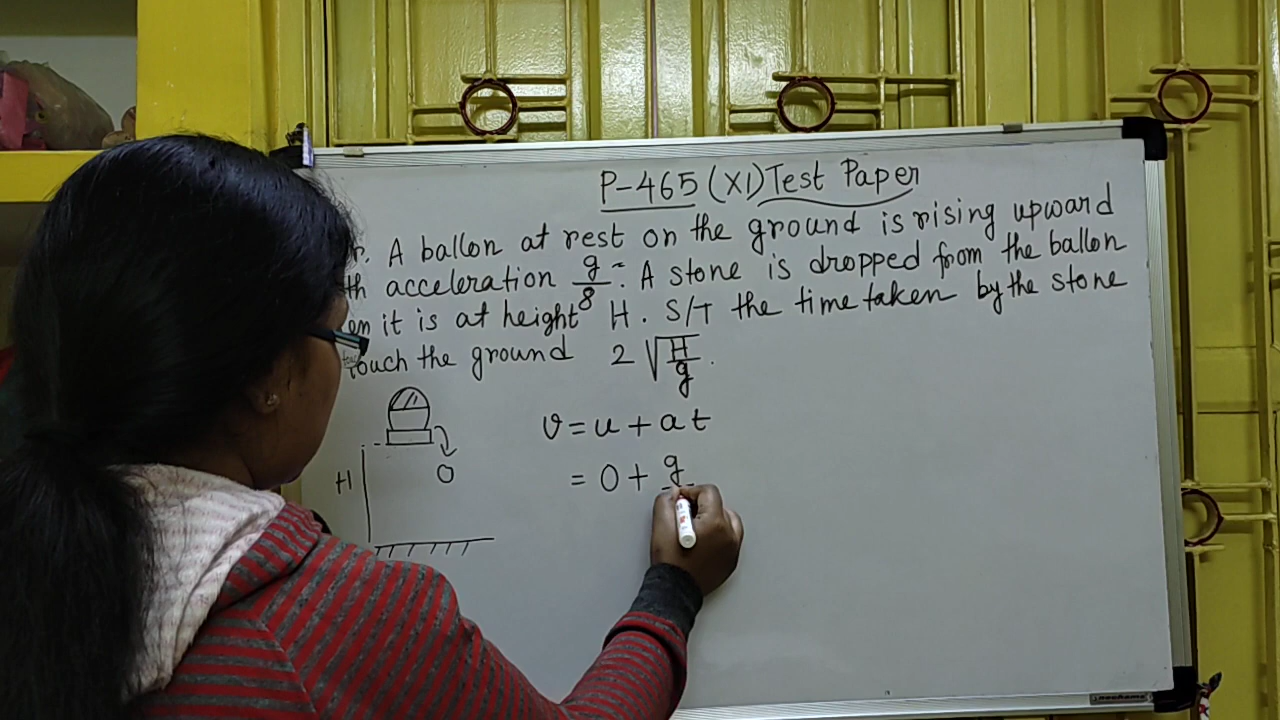 P-465 (XI) Test Paper
A ballon at rest on the ground is rising upward
acceleration g/8. A stone is dropped from the ballon
it is at height H. S/T the time taken by the stone
touch the ground 2√(H/g).
v = u + at
H
= 0 + g